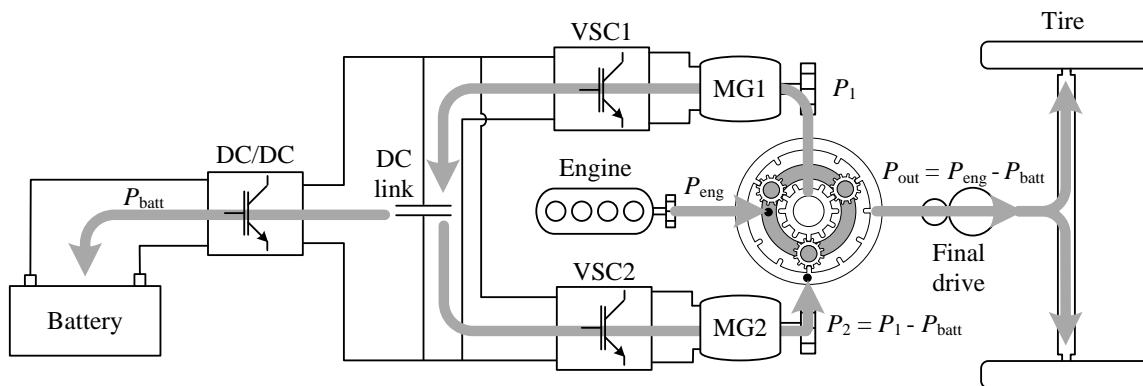 VSC1
Tire
MG1
P1
DC/DC
DC
link
Engine
Peng
Pout = Peng - Pbatt
Pbatt
Final
drive
VSC2
Battery
MG2
P2 = P1 - Pbatt